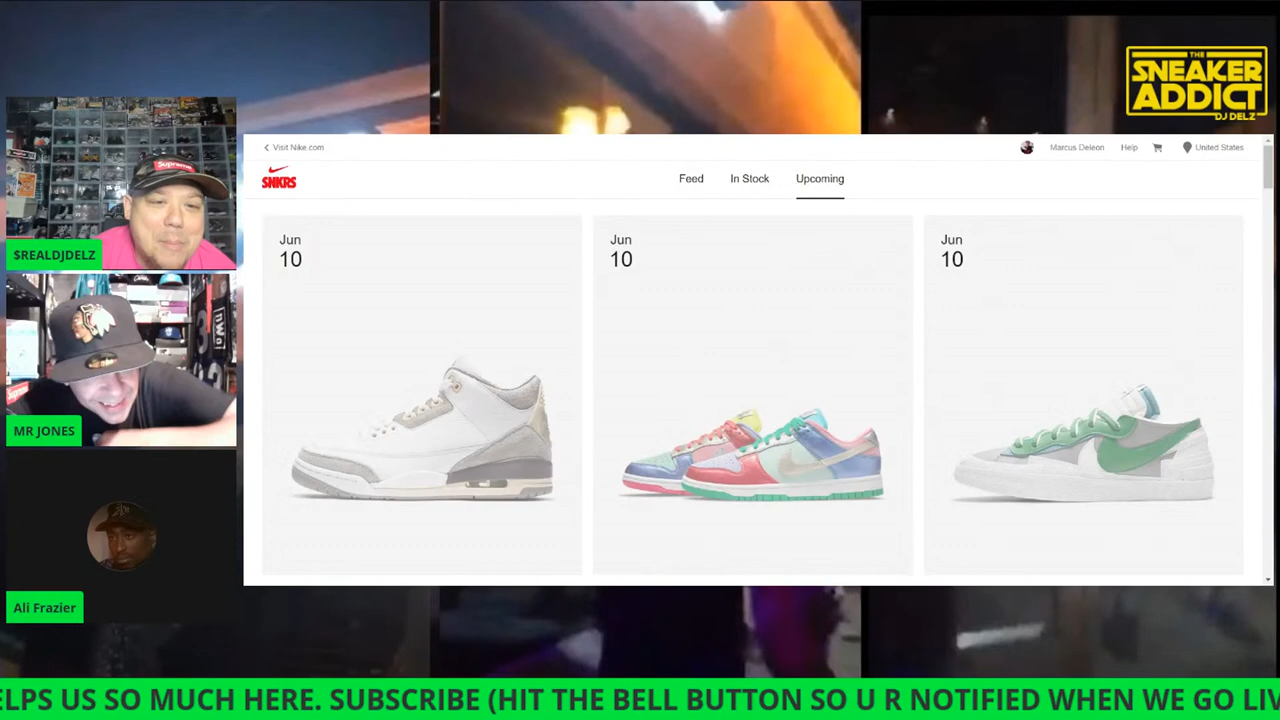 THE
SNEAKER
ADDICT
DJ DELZ
Visit Nike.com
Marcus Deleon
Help
United States
SNKRS
Feed
In Stock
Upcoming
Jun
10
Jun
10
Jun
10
Supreme
$REALDJDELZ
MR JONES
Ali Frazier
ELPS US SO MUCH HERE. SUBSCRIBE (HIT THE BELL BUTTON SO U R NOTIFIED WHEN WE GO LIV